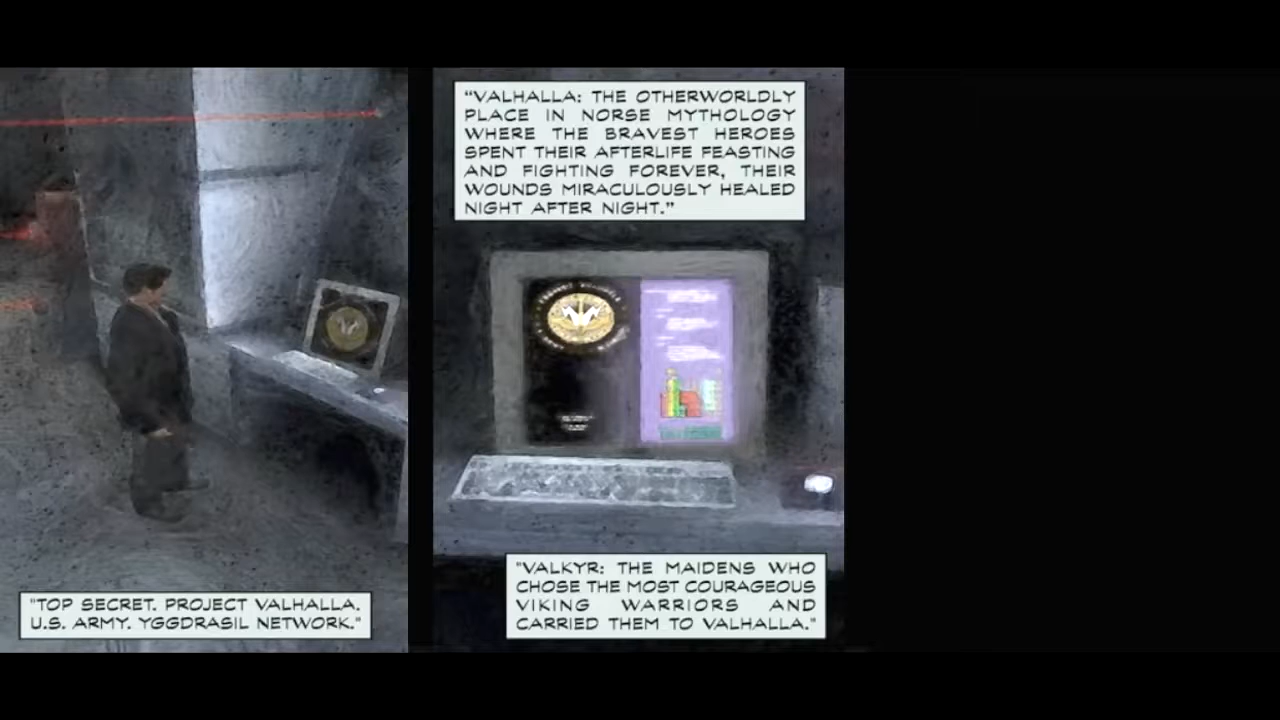 "TOP SECRET. PROJECT VALHALLA.
U.S. ARMY. YGGDRASIL NETWORK."
"VALHALLA: THE OTHERWORLDLY
PLACE IN NORSE MYTHOLOGY
WHERE THE BRAVEST HEROES
SPENT THEIR AFTERLIFE FEASTING
AND FIGHTING FOREVER, THEIR
WOUNDS MIRACULOUSLY HEALED
NIGHT AFTER NIGHT."
"VALKYR: THE MAIDENS WHO
CHOSE THE MOST COURAGEOUS
VIKING WARRIORS AND
CARRIED THEM TO VALHALLA."